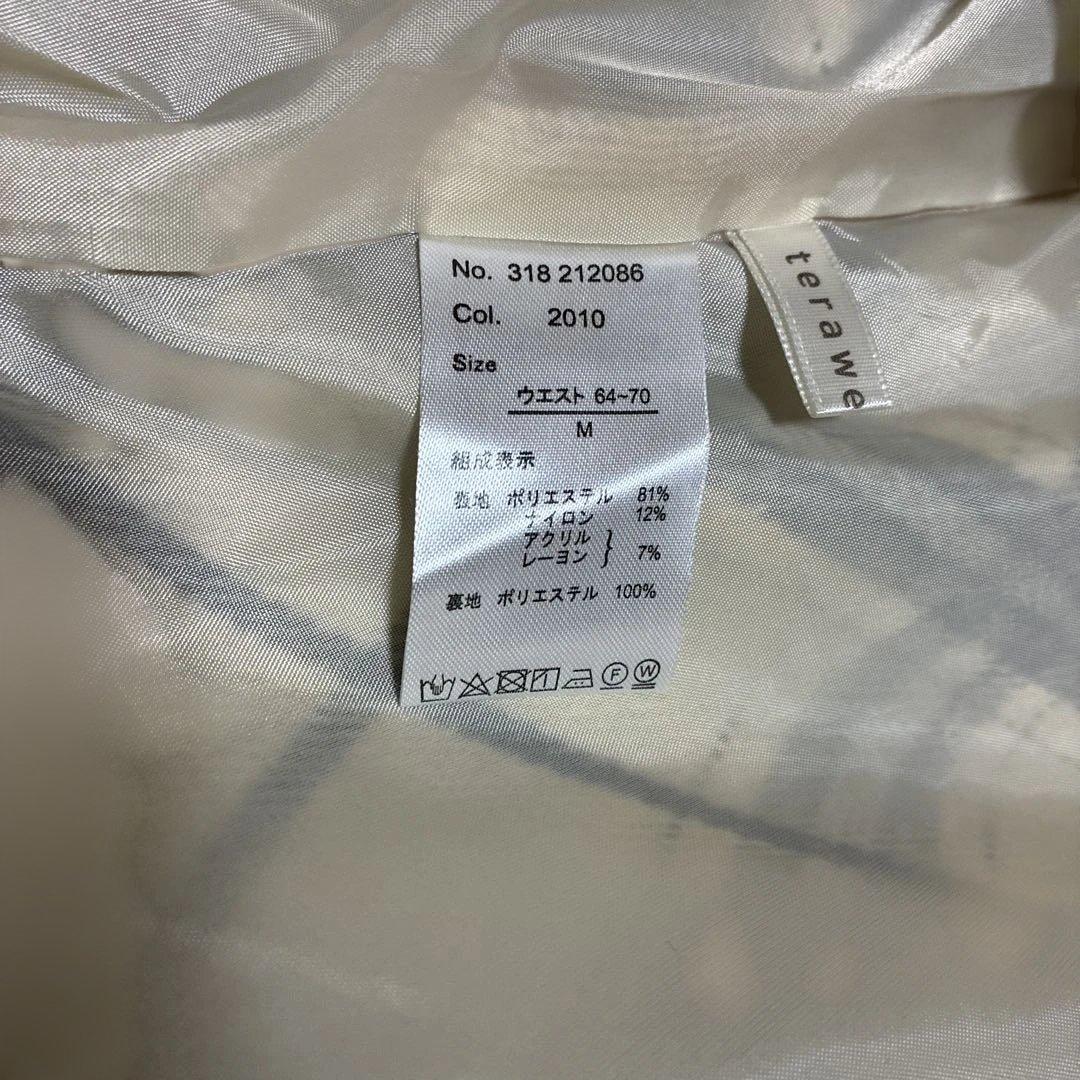 No. 318 212086
Col. 2010
Size
ウエスト 64~70
M
組成表示
表地 ポリエステル 81%
ナイロン 12%
アクリル
レーヨン } 7%
裏地 ポリエステル 100%
F W
terawe